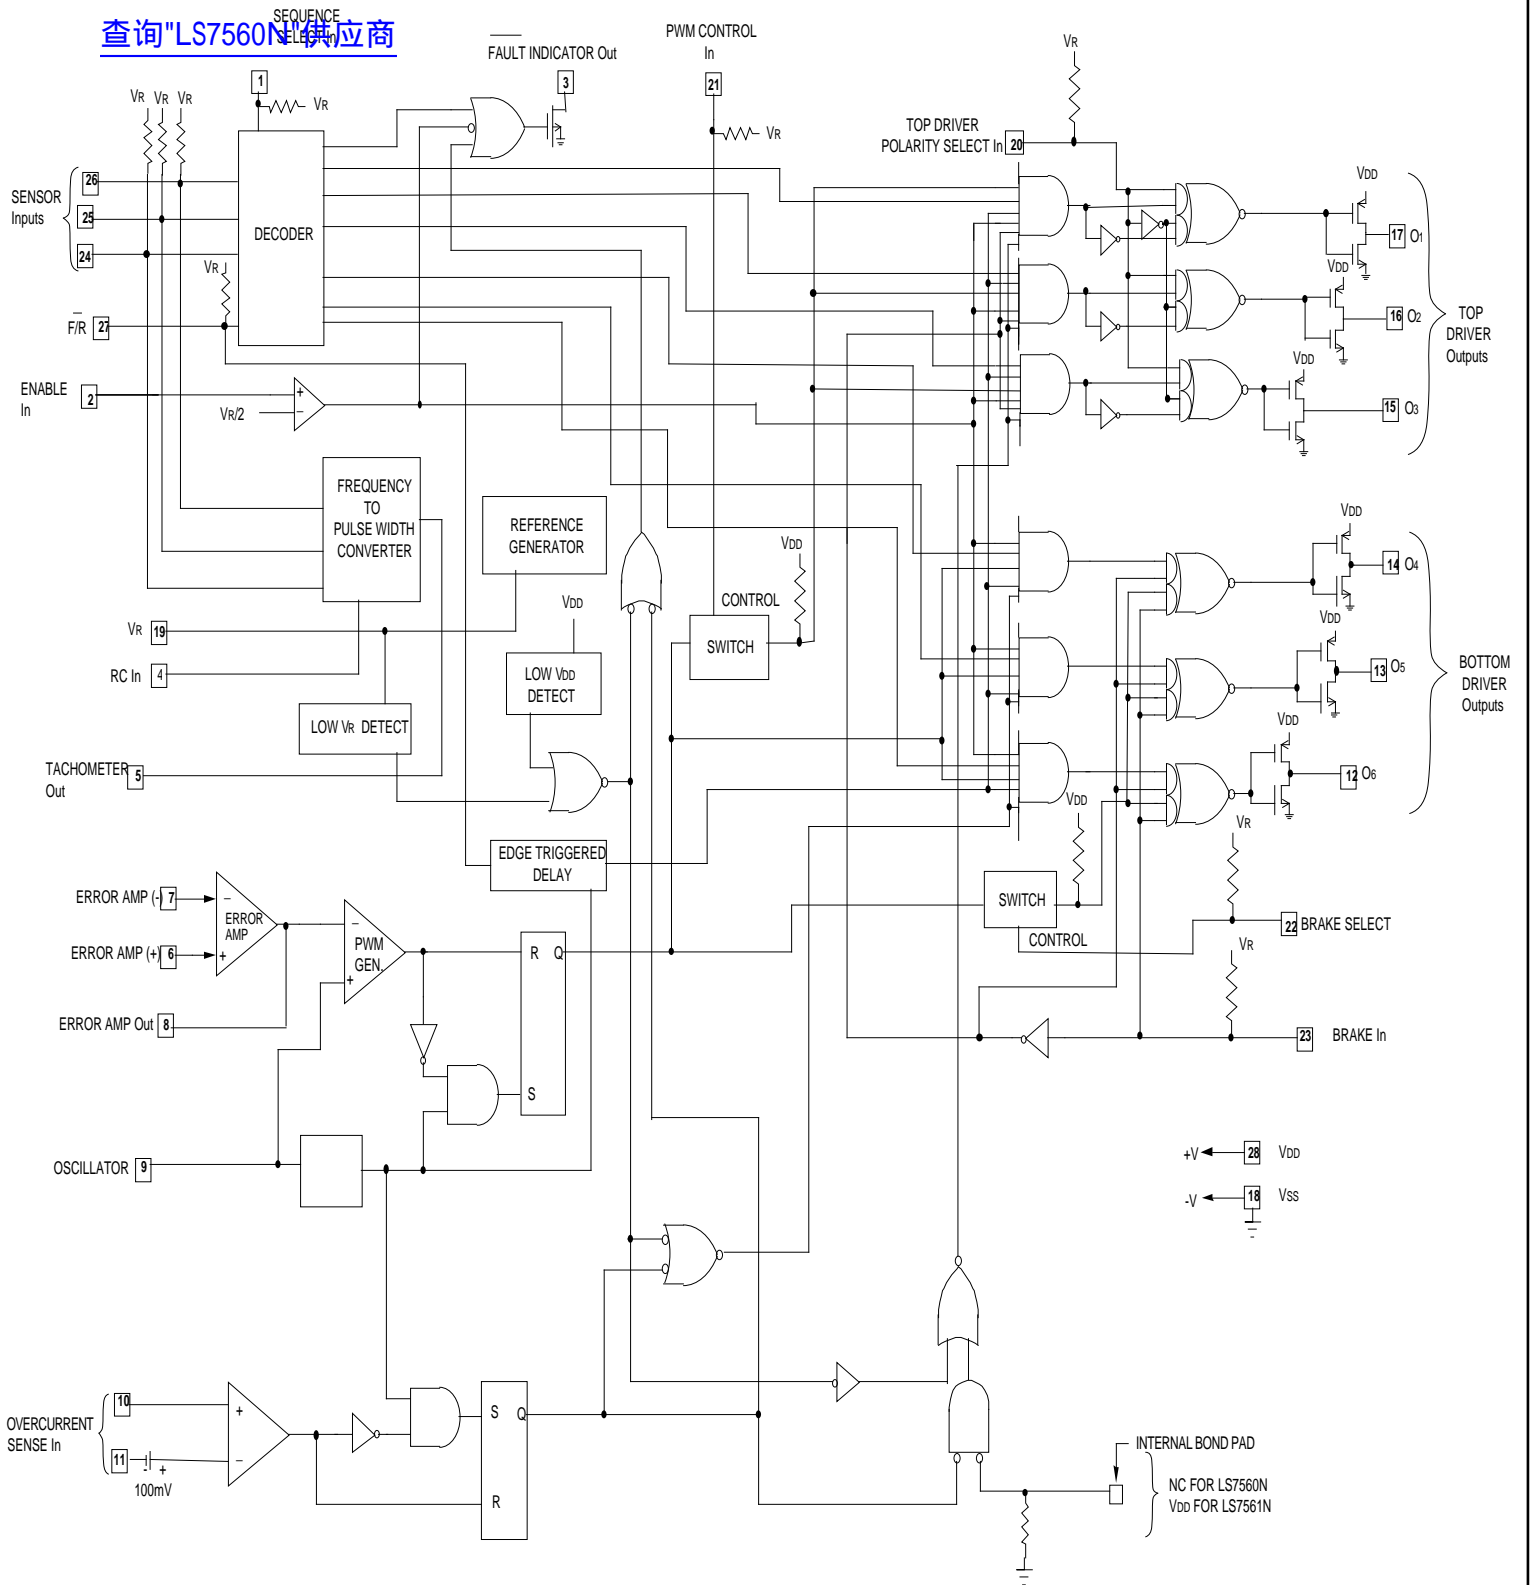 SEQUENCE
SELECT In
查询"LS7560N"供应商
FAULT INDICATOR Out
PWM CONTROL
In
VR
1
3
21
VR VR VR
VR
VR
TOP DRIVER
POLARITY SELECT In 20
SENSOR
Inputs
26
25
24
DECODER
VDD
17 O1
VR
F/R 27
VDD
16 O2
TOP
DRIVER
Outputs
VDD
15 O3
ENABLE
In
2
+
−
VR/2
FREQUENCY
TO
PULSE WIDTH
CONVERTER
REFERENCE
GENERATOR
VDD
14 O4
VDD
CONTROL
SWITCH
VDD
VR 19
RC In 4
LOW VDD
DETECT
VDD
13 O5
BOTTOM
DRIVER
Outputs
LOW VR DETECT
VDD
12 O6
TACHOMETER
Out
5
VDD
VR
EDGE TRIGGERED
DELAY
ERROR AMP (-) 7
−
ERROR
AMP
+
ERROR AMP (+) 6
−
PWM
GEN.
+
R Q
S
SWITCH
CONTROL
22 BRAKE SELECT
VR
ERROR AMP Out 8
23 BRAKE In
OSCILLATOR 9
+V 28 VDD
-V 18 VSS
10
OVERCURRENT
SENSE In
11
- +
100mV
+
−
S Q
R
INTERNAL BOND PAD
NC FOR LS7560N
VDD FOR LS7561N